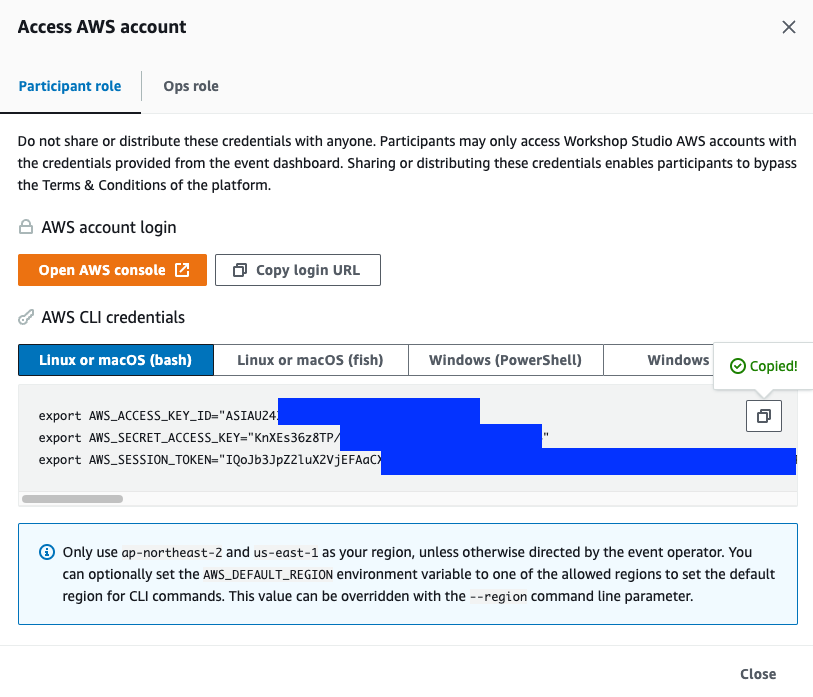 Access AWS account
Participant role
Ops role
Do not share or distribute these credentials with anyone. Participants may only access Workshop Studio AWS accounts with
the credentials provided from the event dashboard. Sharing or distributing these credentials enables participants to bypass
the Terms & Conditions of the platform.
AWS account login
Open AWS console
Copy login URL
AWS CLI credentials
Linux or macOS (bash)
Linux or macOS (fish)
Windows (PowerShell)
Windows
Copied!
export AWS_ACCESS_KEY_ID="ASIAUZ4
export AWS_SECRET_ACCESS_KEY="KnXEs36z8TP/ "
export AWS_SESSION_TOKEN="IQoJb3JpZ2luX2VjEFAaCX
Only use ap-northeast-2 and us-east-1 as your region, unless otherwise directed by the event operator. You
can optionally set the AWS_DEFAULT_REGION environment variable to one of the allowed regions to set the default
region for CLI commands. This value can be overridden with the --region command line parameter.
Close